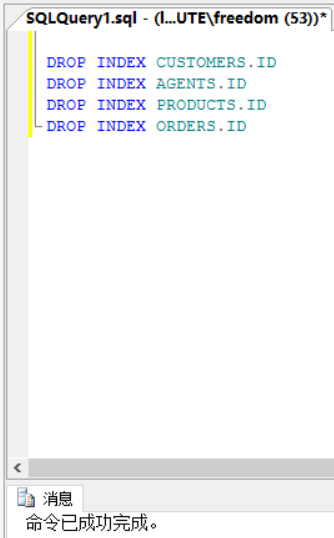 SQLQuery1.sql - (l...UTE\freedom (53))*
DROP INDEX CUSTOMERS.ID
DROP INDEX AGENTS.ID
DROP INDEX PRODUCTS.ID
DROP INDEX ORDERS.ID
消息
命令已成功完成。